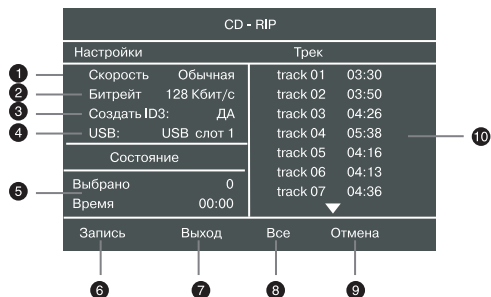 CD - RIP
Настройки Трек
Скорость Обычная
Битрейт 128 Кбит/с
Создать ID3: ДА
USB: USB слот 1
Состояние
Выбрано 0
Время 00:00
track 01 03:30
track 02 03:50
track 03 04:26
track 04 05:38
track 05 04:16
track 06 04:13
track 07 04:36
Запись Выход Все Отмена
1
2
3
4
5
10
6
7
8
9